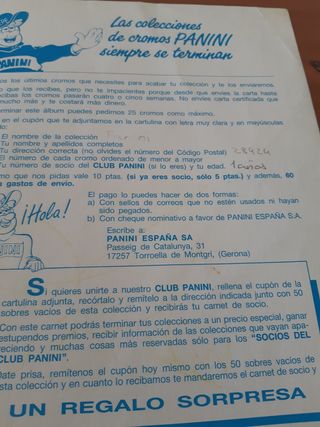 Las colecciones
de cromos PANINI
siempre se terminan
PANINI
los últimos cromos que necesites para acabar tu colección y te los enviaremos.
que los recibes, pero no te impacientes porque desde que envíes la carta hasta
recibas los cromos pasarán cuatro o cinco semanas. No envíes carta certificada que
mucho más y te costará más dinero.
terminar este álbum puedes pedirnos 25 cromos como máximo.
en el cupón que te adjuntamos en la cartulina con letra muy clara y en mayúsculas
El nombre de la colección
Tu nombre y apellidos completos
Tu dirección correcta (no olvides el número del Código Postal) 28924
El número de cada cromo ordenado de menor a mayor
Tu número de socio del CLUB PANINI (si lo eres) y tu edad. 10 años
cromo que nos pidas vale 10 ptas. (si ya eres socio, sólo 5 ptas.) y además, 60
gastos de envío.
El pago lo puedes hacer de dos formas:
a) Con sellos de correos que no estén usados ni hayan
sido pegados.
b) Con cheque nominativo a favor de PANINI ESPAÑA S.A.
¡Hola!
Escribe a:
PANINI ESPAÑA SA
Passeig de Catalunya, 31
17257 Torroella de Montgri, (Gerona)
Si quieres unirte a nuestro CLUB PANINI, rellena el cupón de la
cartulina adjunta, recórtalo y remítelo a la dirección indicada junto con 50
sobres vacíos de esta colección y recibirás tu carnet de socio.
Con este carnet podrás terminar tus colecciones a un precio especial, ganar
estupendos premios, recibir información de las colecciones que vayan apa-
reciendo y muchas cosas más reservadas sólo para los "SOCIOS DEL
CLUB PANINI".
Date prisa, remítenos el cupón hoy mismo con los 50 sobres vacíos de
esta colección y en cuanto lo recibamos te mandaremos el carnet de socio y
UN REGALO SORPRESA